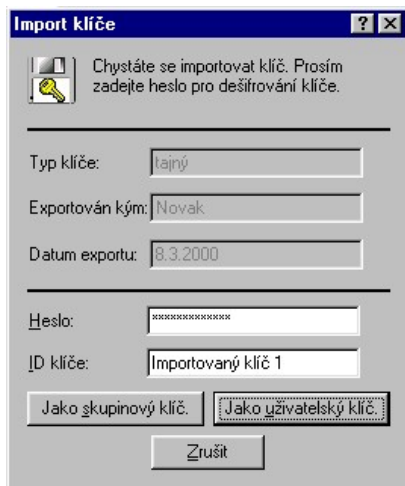 Import klíče
Chystáte se importovat klíč. Prosím
zadejte heslo pro dešifrování klíče.
Typ klíče: tajný
Exportován kým: Novak
Datum exportu: 8.3.2000
Heslo: *************
ID klíče: Importovaný klíč 1
Jako skupinový klíč. Jako uživatelský klíč.
Zrušit